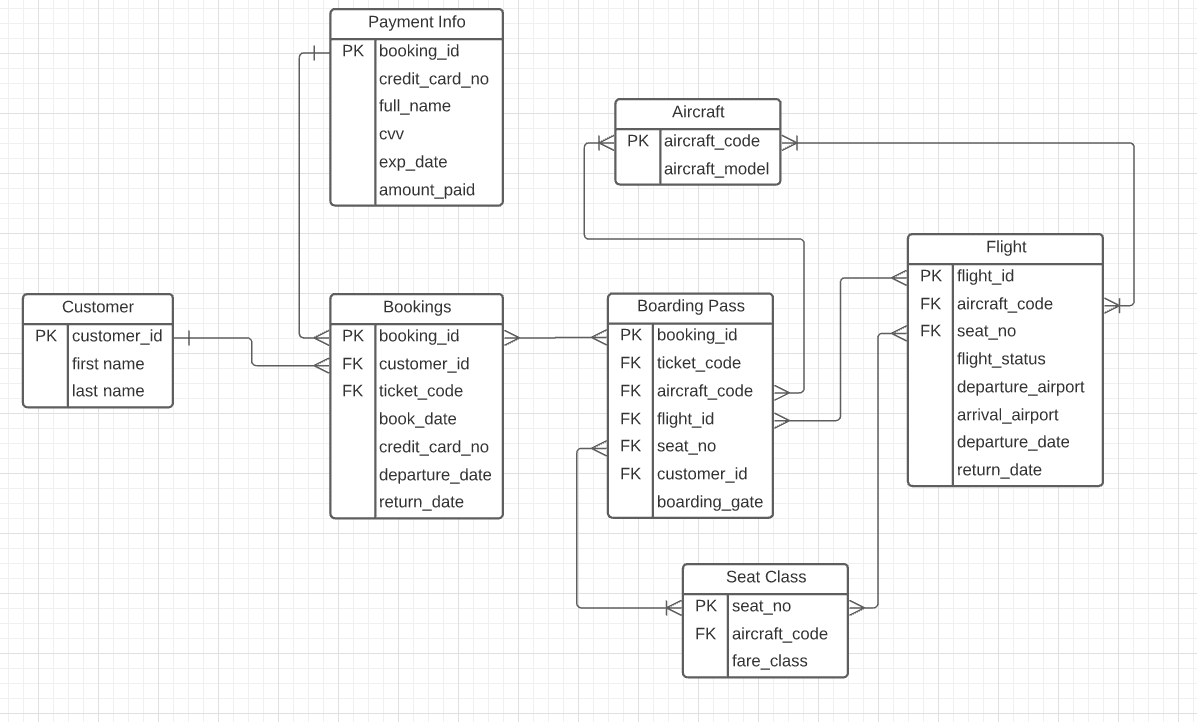 Payment Info
PK booking_id
credit_card_no
full_name
cvv
exp_date
amount_paid
Aircraft
PK aircraft_code
aircraft_model
Flight
PK flight_id
FK aircraft_code
FK seat_no
flight_status
departure_airport
arrival_airport
departure_date
return_date
Customer
PK customer_id
first name
last name
Bookings
PK booking_id
FK customer_id
FK ticket_code
book_date
credit_card_no
departure_date
return_date
Boarding Pass
PK booking_id
FK ticket_code
FK aircraft_code
FK flight_id
FK seat_no
FK customer_id
boarding_gate
Seat Class
PK seat_no
FK aircraft_code
fare_class